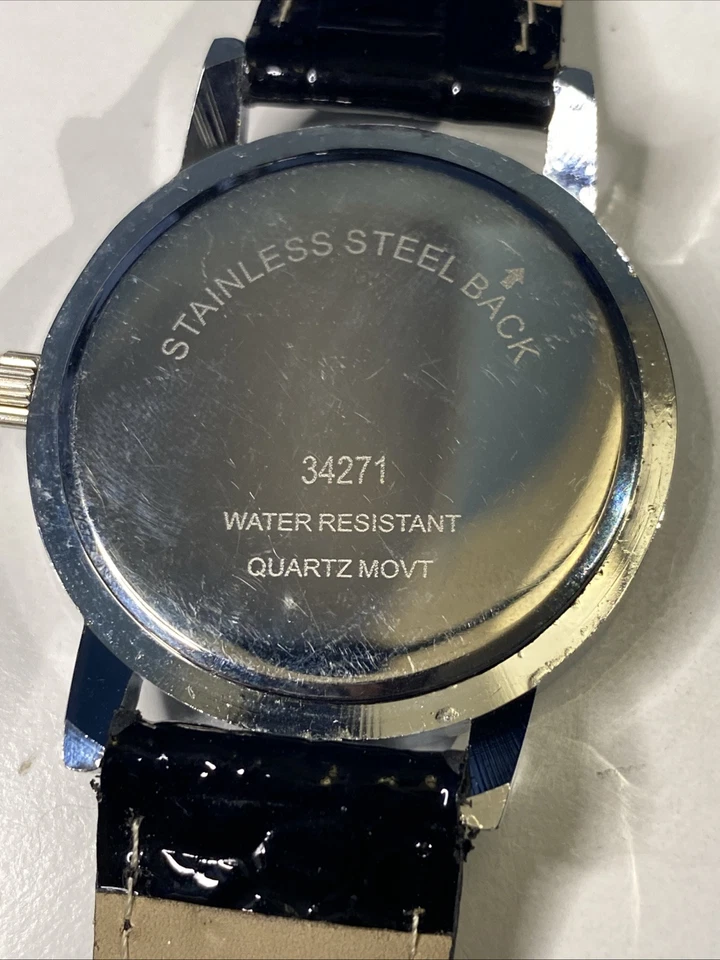 STAINLESS STEEL BACK
34271
WATER RESISTANT
QUARTZ MOVT